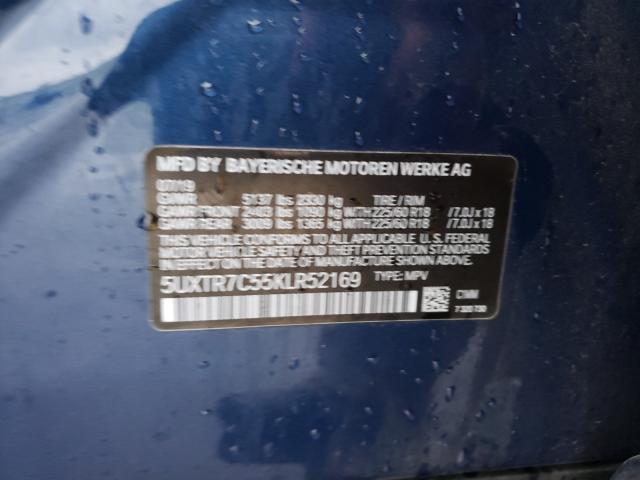 MFD BY BAYERISCHE MOTOREN WERKE AG
07/19
GVWR 5137 lbs 2330 kg TIRE / RIM
GAWR FRONT 2403 lbs 1090 kg WITH 225/60 R18 /7.0J x 18
GAWR REAR 3009 lbs 1365 kg WITH 225/60 R18 /7.0J x 18
THIS VEHICLE CONFORMS TO ALL APPLICABLE U.S. FEDERAL
MOTOR VEHICLE SAFETY, BUMPER, AND THEFT PREVENTION STANDARDS
IN EFFECT ON THE DATE OF MANUFACTURE SHOWN ABOVE.
5UXTR7C55KLR52169 TYPE: MPV